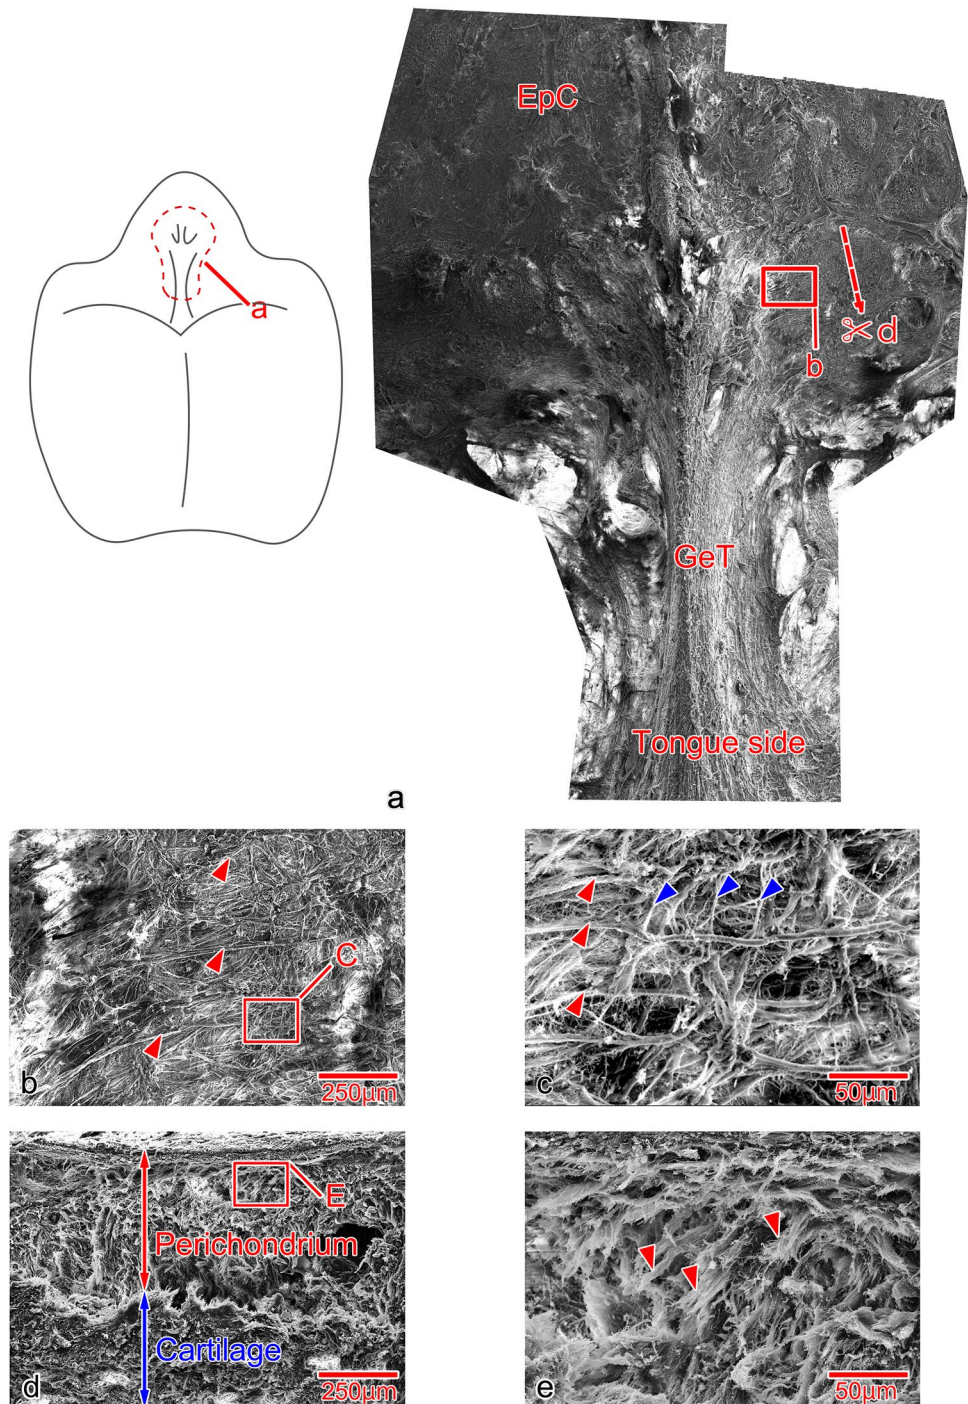 EpC
a
d
b
GeT
Tongue side
a
C
b
250μm
c
50μm
E
Perichondrium
Cartilage
d
250μm
e
50μm